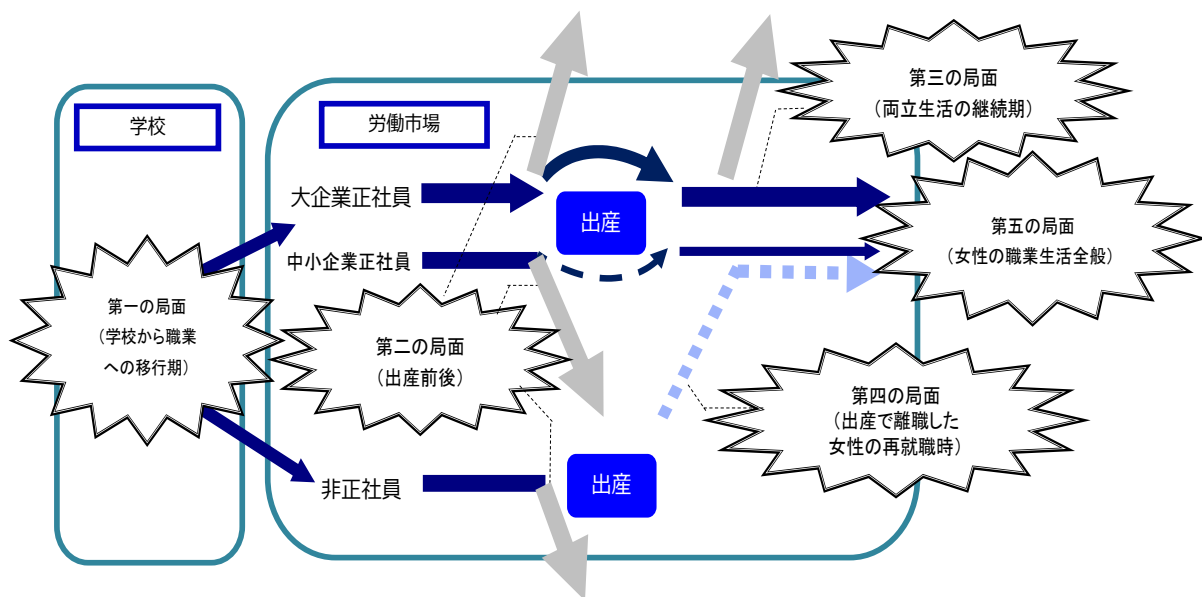 学校
労働市場
第三の局面
（両立生活の継続期）
大企業正社員
出産
第五の局面
（女性の職業生活全般）
中小企業正社員
第一の局面
（学校から職業
への移行期）
第二の局面
（出産前後）
第四の局面
（出産で離職した
女性の再就職時）
非正社員
出産